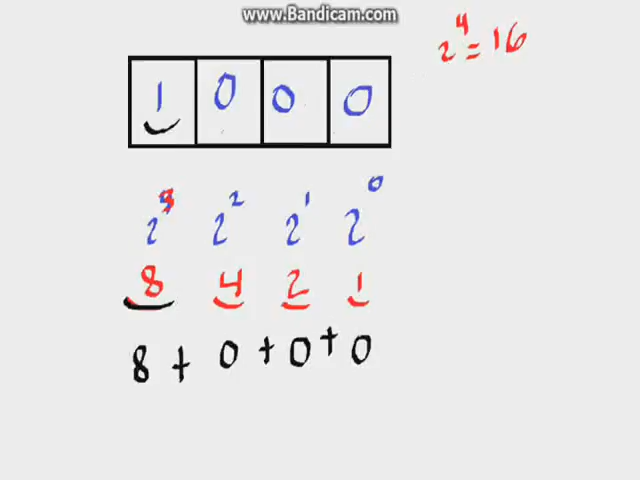 www.Bandicam.com
2⁴ = 16
1 0 0 0
2³ 2² 2¹ 2⁰
8 4 2 1
8 + 0 + 0 + 0